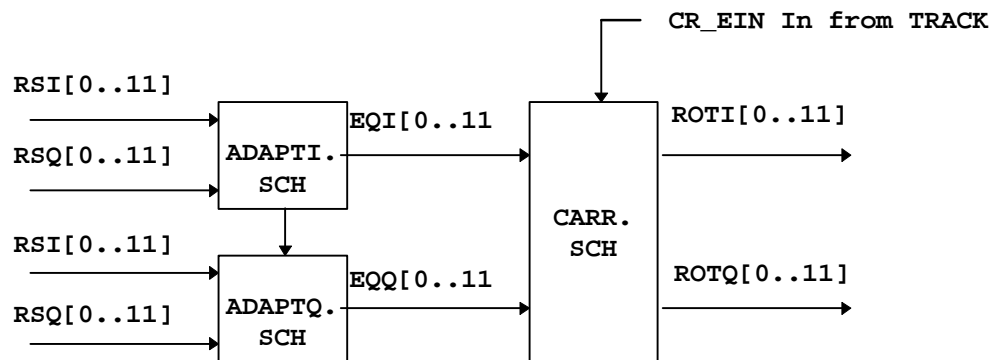 CR_EIN In from TRACK
RSI[0..11]
EQI[0..11
ROTI[0..11]
RSQ[0..11]
ADAPTI.
SCH
CARR.
SCH
RSI[0..11]
EQQ[0..11
ROTQ[0..11]
RSQ[0..11]
ADAPTQ.
SCH